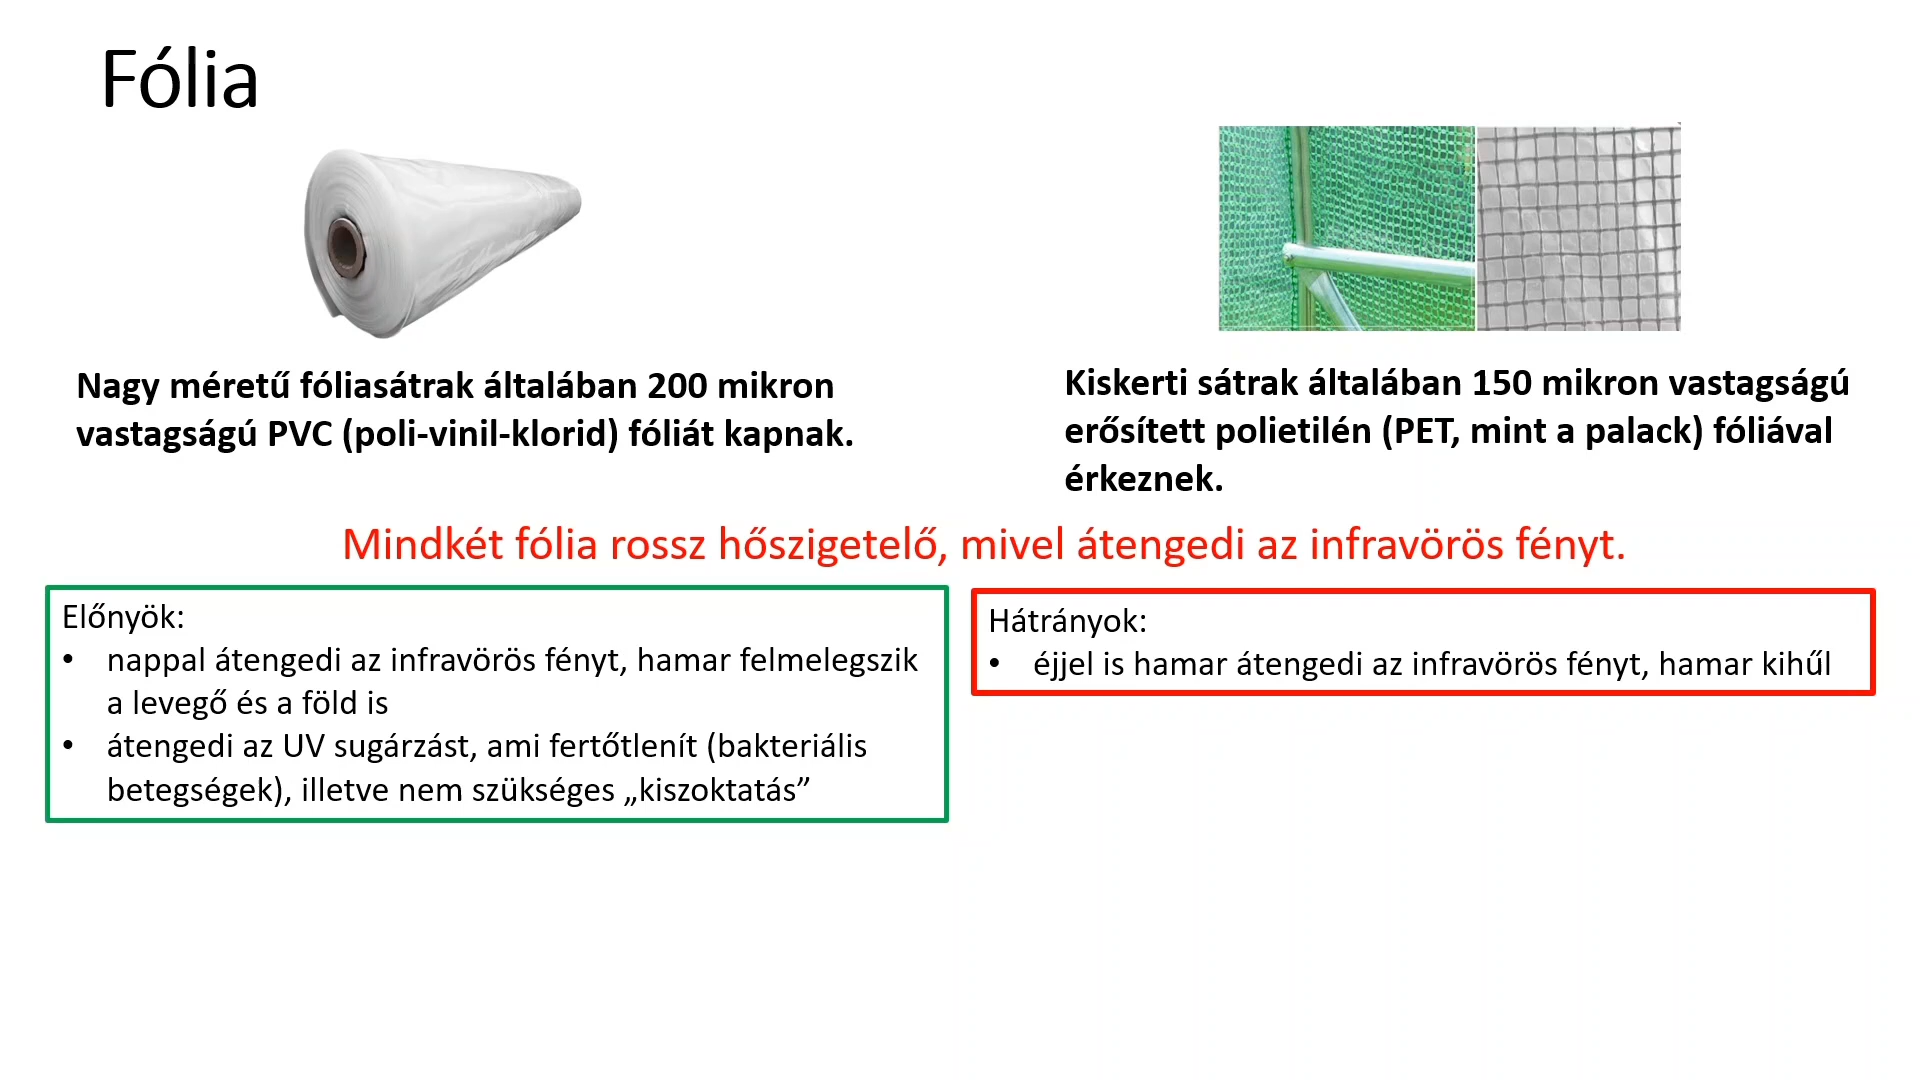 Fólia
Nagy méretű fóliasátrak általában 200 mikron
vastagságú PVC (poli-vinil-klorid) fóliát kapnak.
Kiskerti sátrak általában 150 mikron vastagságú
erősített polietilén (PET, mint a palack) fóliával
érkeznek.
Mindkét fólia rossz hőszigetelő, mivel átengedi az infravörös fényt.
Előnyök:
• nappal átengedi az infravörös fényt, hamar felmelegszik
a levegő és a föld is
• átengedi az UV sugárzást, ami fertőtlenít (bakteriális
betegségek), illetve nem szükséges „kiszoktatás”
Hátrányok:
• éjjel is hamar átengedi az infravörös fényt, hamar kihűl